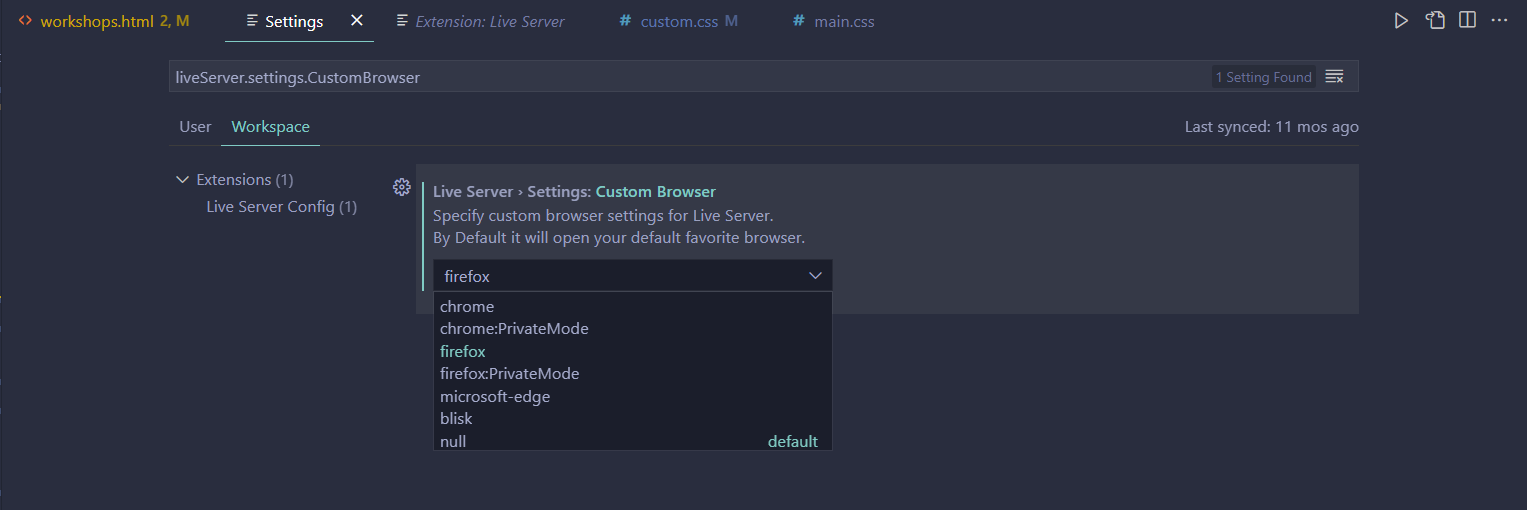 workshops.html 2, M Settings Extension: Live Server # custom.css M # main.css
liveServer.settings.CustomBrowser 1 Setting Found
User Workspace Last synced: 11 mos ago
Extensions (1)
Live Server Config (1)
Live Server › Settings: Custom Browser
Specify custom browser settings for Live Server.
By Default it will open your default favorite browser.
firefox
chrome
chrome:PrivateMode
firefox
firefox:PrivateMode
microsoft-edge
blisk
null default